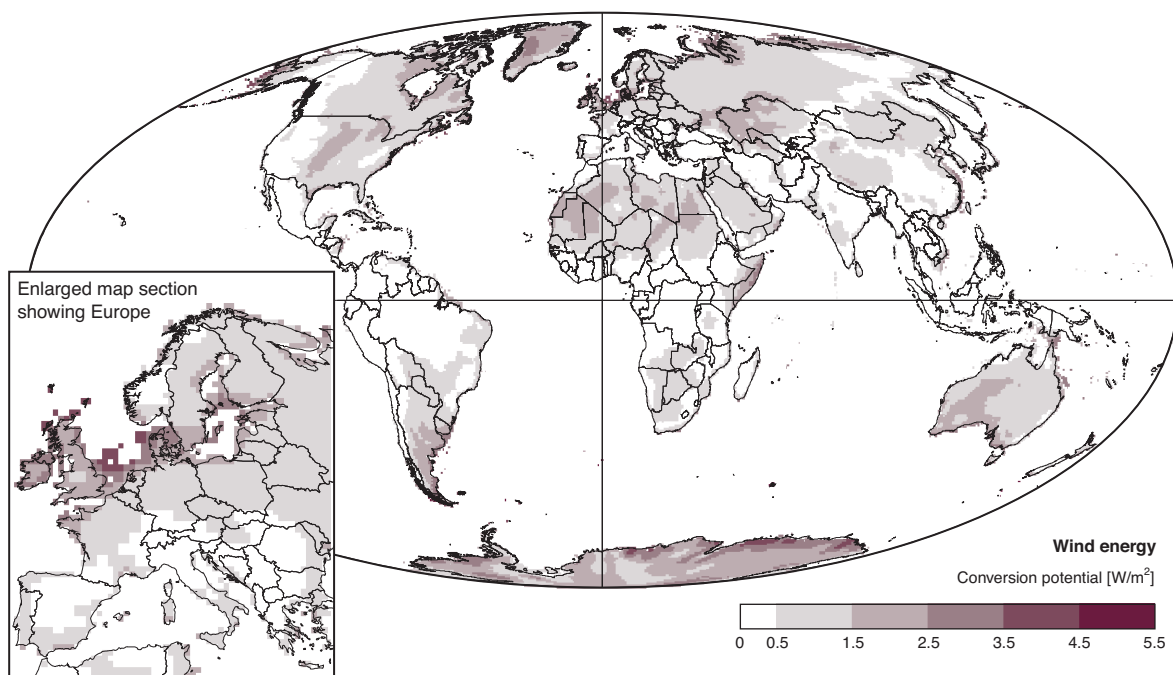 Enlarged map section
showing Europe
Wind energy
Conversion potential [W/m²]
0 0.5 1.5 2.5 3.5 4.5 5.5